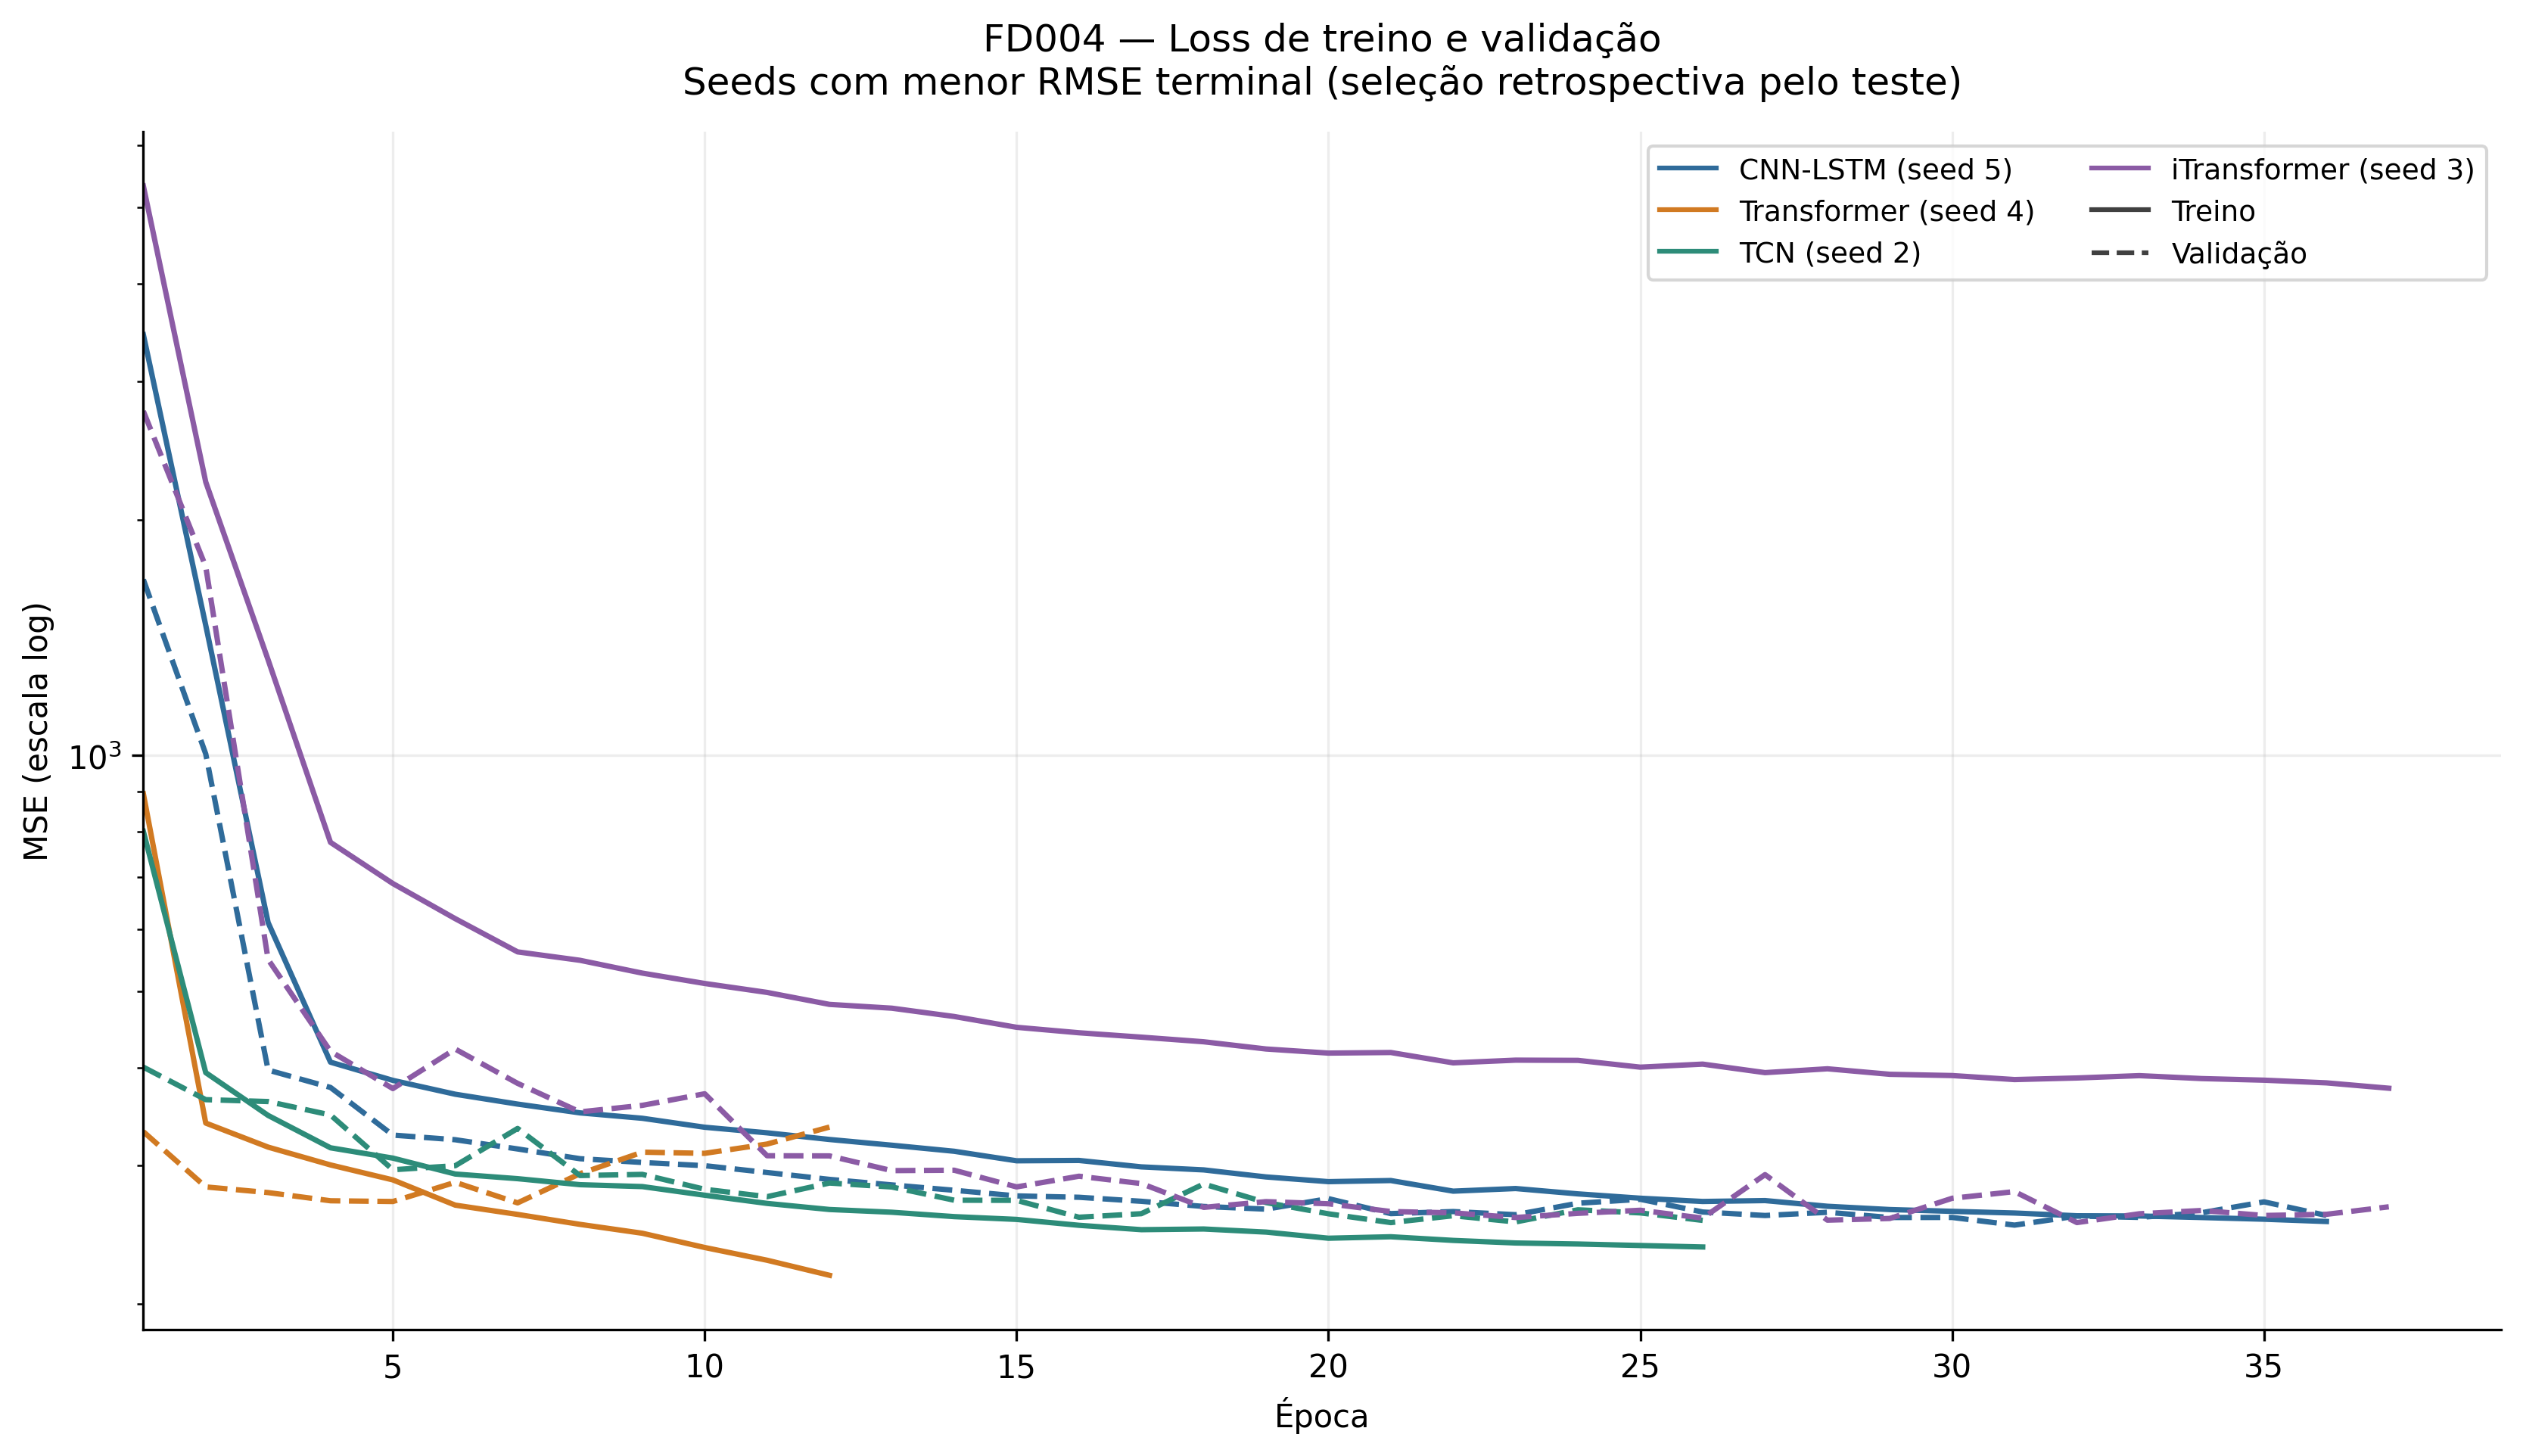 FD004 — Loss de treino e validação
Seeds com menor RMSE terminal (seleção retrospectiva pelo teste)
CNN-LSTM (seed 5)
Transformer (seed 4)
TCN (seed 2)
iTransformer (seed 3)
Treino
Validação
MSE (escala log)
10³
5 10 15 20 25 30 35
Época